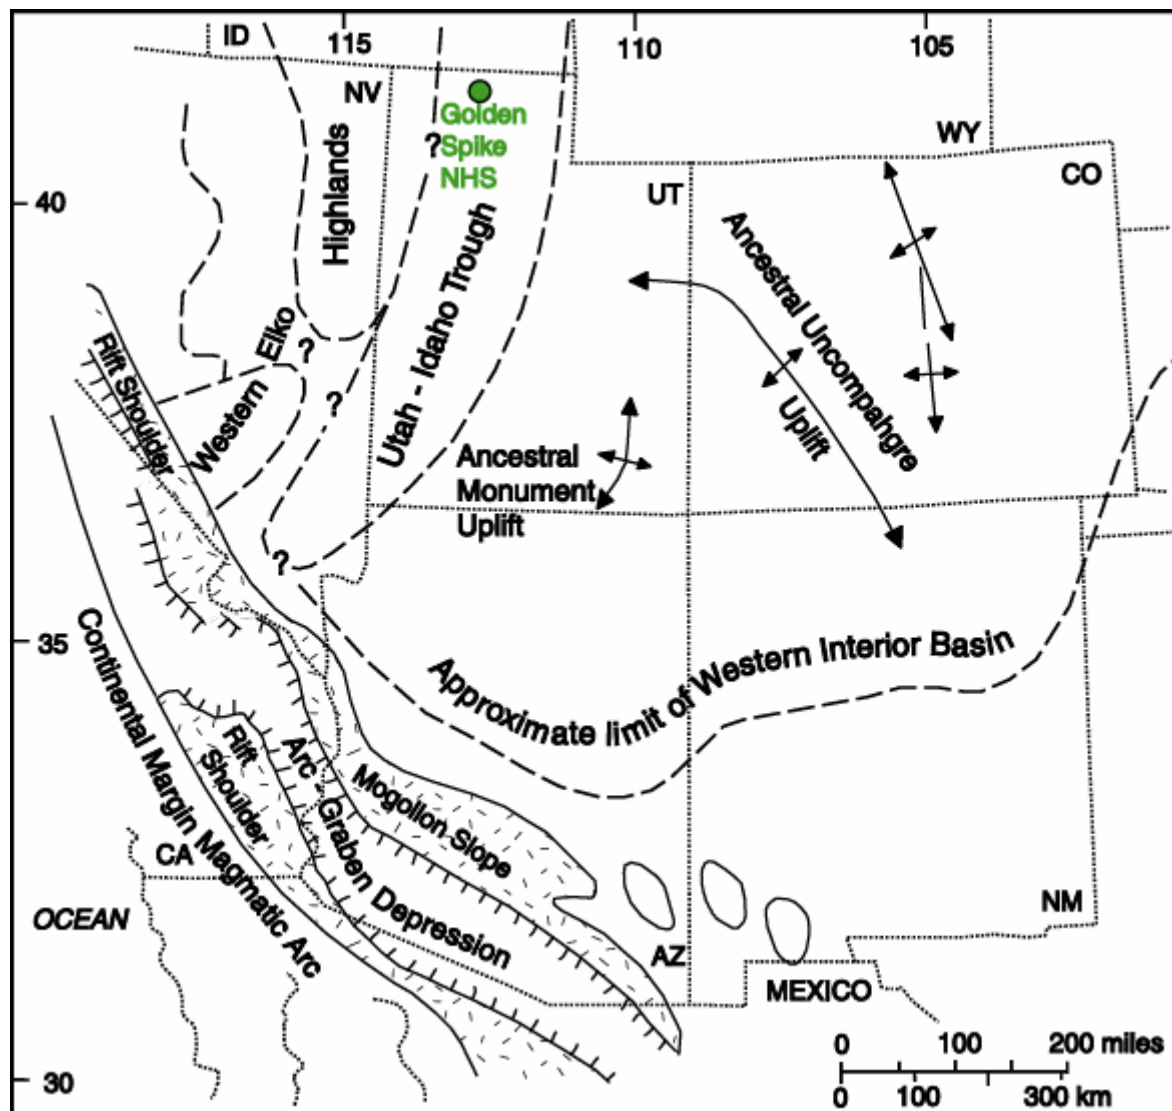 ID
115
110
105
NV
Golden
Spike
NHS
?
WY
CO
UT
40
Highlands
Elko
Western
?
?
?
Utah - Idaho Trough
Ancestral Uncompahgre
Uplift
Rift Shoulder
Ancestral
Monument
Uplift
35
Approximate limit of Western Interior Basin
Continental Margin Magmatic Arc
Rift
Shoulder
Arc - Graben Depression
Mogollon Slope
CA
OCEAN
AZ
NM
MEXICO
30
0 100 200 miles
0 100 300 km